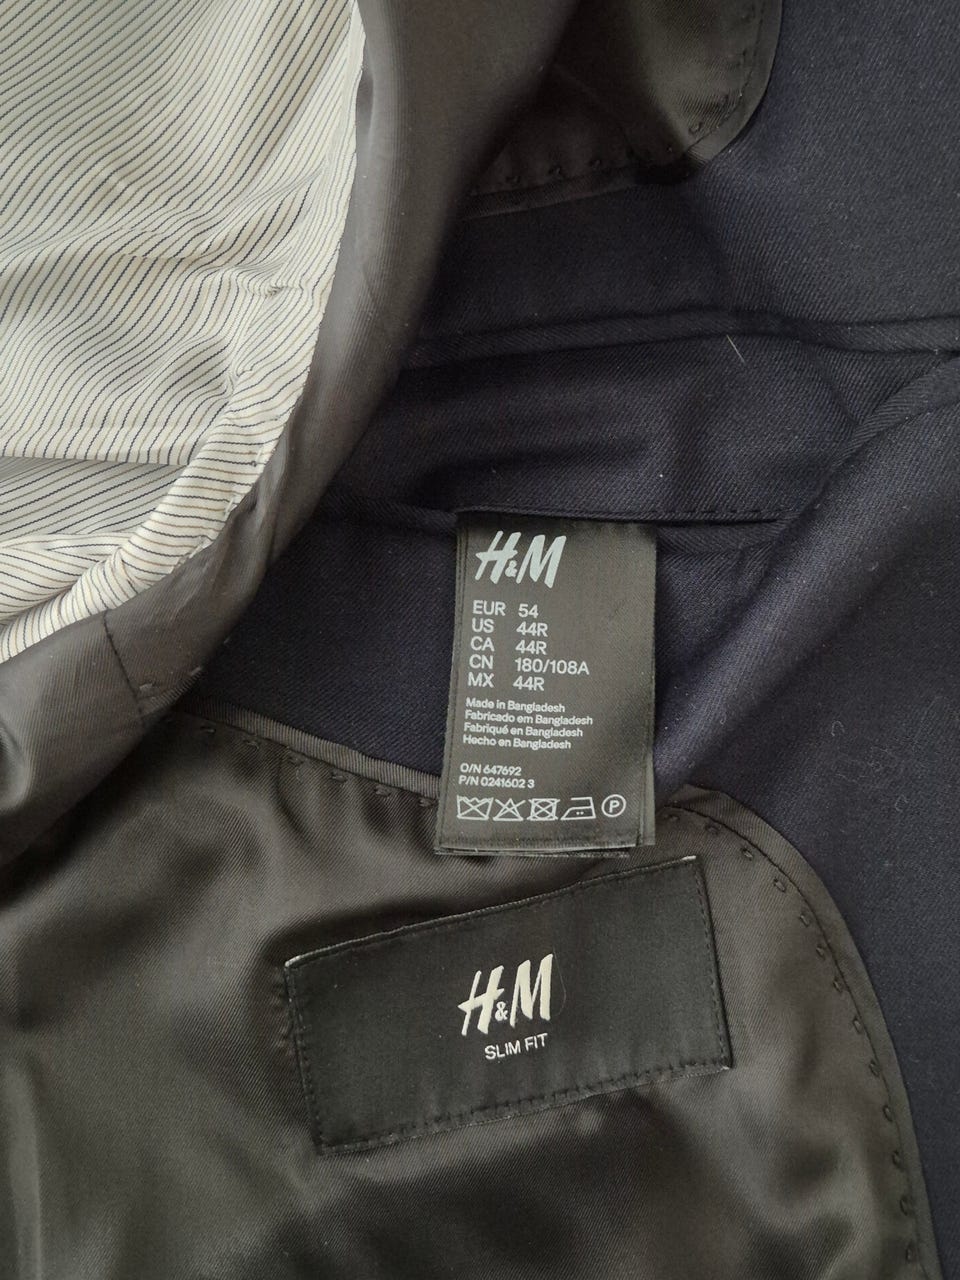 H&M
EUR 54
US 44R
CA 44R
CN 180/108A
MX 44R
Made in Bangladesh
Fabricado em Bangladesh
Fabriqué en Bangladesh
Hecho en Bangladesh
O/N 647692
P/N 0241602 3
P
H&M
SLIM FIT